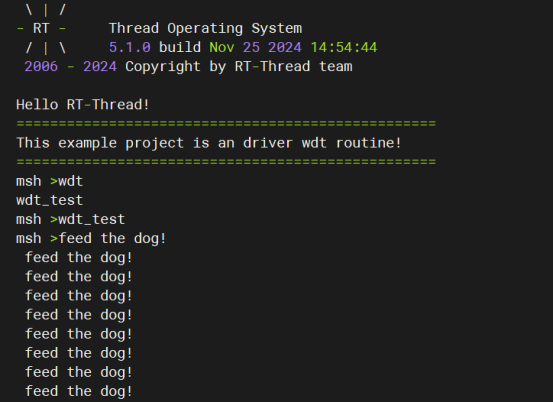 \ | /
- RT -     Thread Operating System
 / | \     5.1.0 build Nov 25 2024 14:54:44
 2006 - 2024 Copyright by RT-Thread team

Hello RT-Thread!
==================================================
This example project is an driver wdt routine!
==================================================
msh >wdt
wdt_test
msh >wdt_test
msh >feed the dog!
 feed the dog!
 feed the dog!
 feed the dog!
 feed the dog!
 feed the dog!
 feed the dog!
 feed the dog!
 feed the dog!